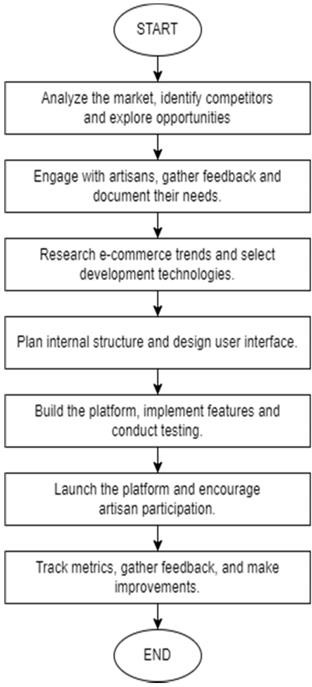 START
Analyze the market, identify competitors
and explore opportunities
Engage with artisans, gather feedback and
document their needs.
Research e-commerce trends and select
development technologies.
Plan internal structure and design user interface.
Build the platform, implement features and
conduct testing.
Launch the platform and encourage
artisan participation.
Track metrics, gather feedback, and make
improvements.
END